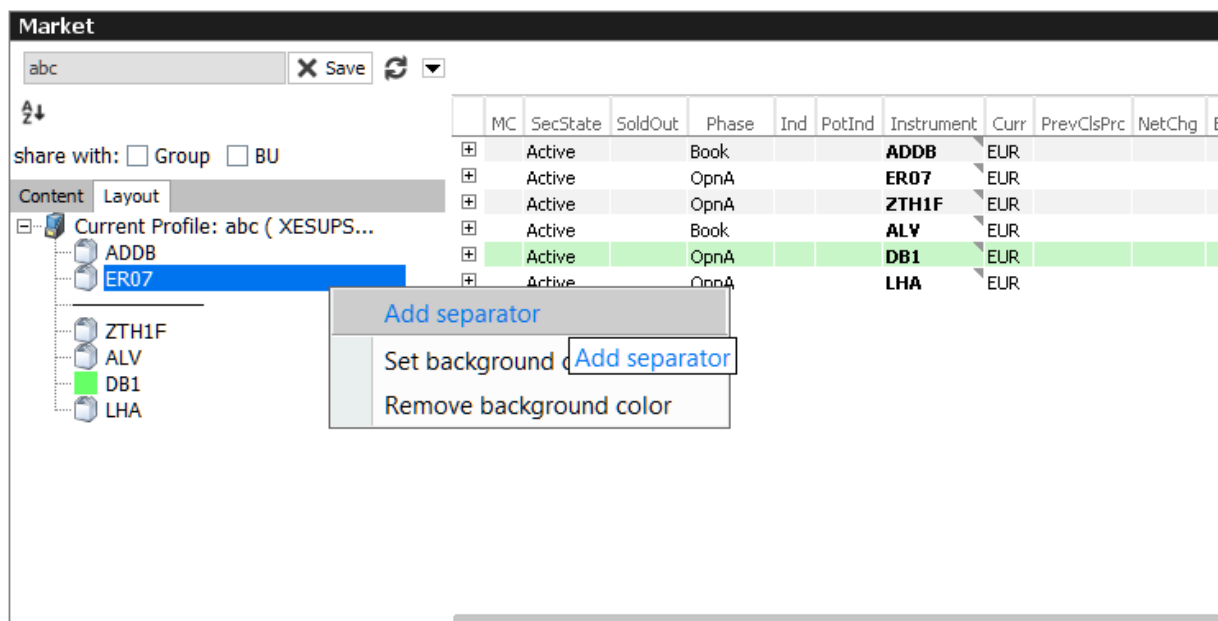 Market
abc
Save
A
Z
share with: Group BU
Content Layout
Current Profile: abc ( XESUPS...
ADDB
ER07
ZTH1F
ALV
DB1
LHA
Add separator
Set background c
Add separator
Remove background color
MC SecState SoldOut Phase Ind PotInd Instrument Curr PrevClsPrc NetChg
Active Book ADDB EUR
Active OpnA ER07 EUR
Active OpnA ZTH1F EUR
Active Book ALV EUR
Active OpnA DB1 EUR
Active OpnA LHA EUR